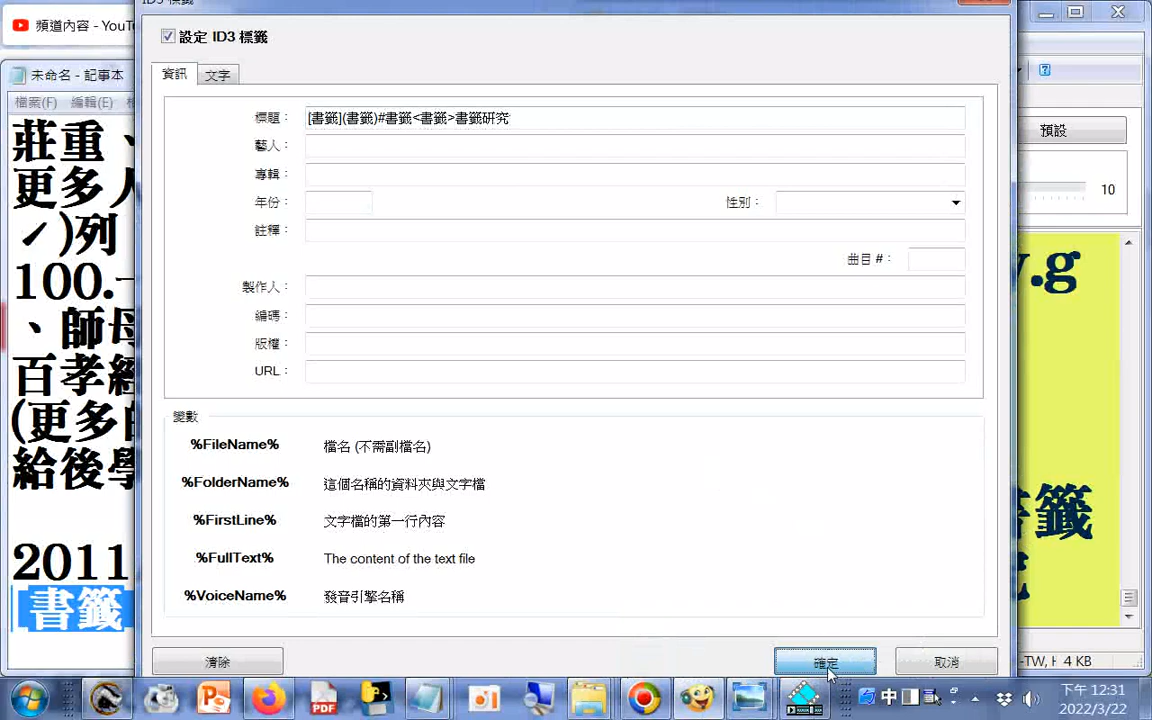 ID3 標籤
頻道內容 - YouT
設定 ID3 標籤
未命名 - 記事本
資訊
文字
檔案(F) 編輯(E)
標題：
[書籤](書籤)#書籤<書籤>書籤研究
藝人：
專輯：
年份：
性別：
註釋：
曲目 #：
製作人：
編碼：
版權：
URL：
預設
10
莊重、
更多人
✓)列
100.一
、師母
百孝經
(更多的
給後學
2011
[書籤
變數
%FileName% 檔名 (不需副檔名)
%FolderName% 這個名稱的資料夾與文字檔
%FirstLine% 文字檔的第一行內容
%FullText% The content of the text file
%VoiceName% 發音引擎名稱
.g
書籤
清除
確定
取消
-TW, H 4 KB
中
下午 12:31
2022/3/22